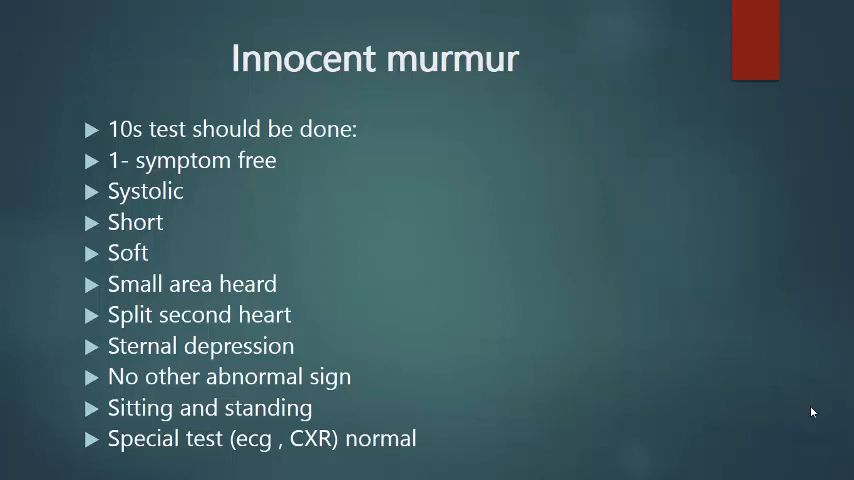 Innocent murmur
10s test should be done:
1- symptom free
Systolic
Short
Soft
Small area heard
Split second heart
Sternal depression
No other abnormal sign
Sitting and standing
Special test (ecg , CXR) normal